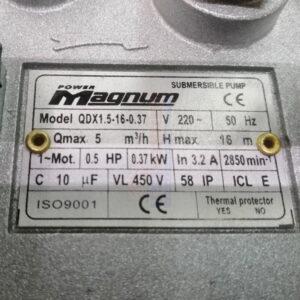 POWER
Magnum
SUBMERSIBLE PUMP
CE
Model QDX1.5-16-0.37 V 220~ 50 Hz
Qmax 5 m³/h H max 16 m
1~Mot. 0.5 HP 0.37 kW In 3.2 A 2850 min⁻¹
C 10 µF VL 450 V 58 IP ICL E
ISO9001 CE Thermal protector
YES NO